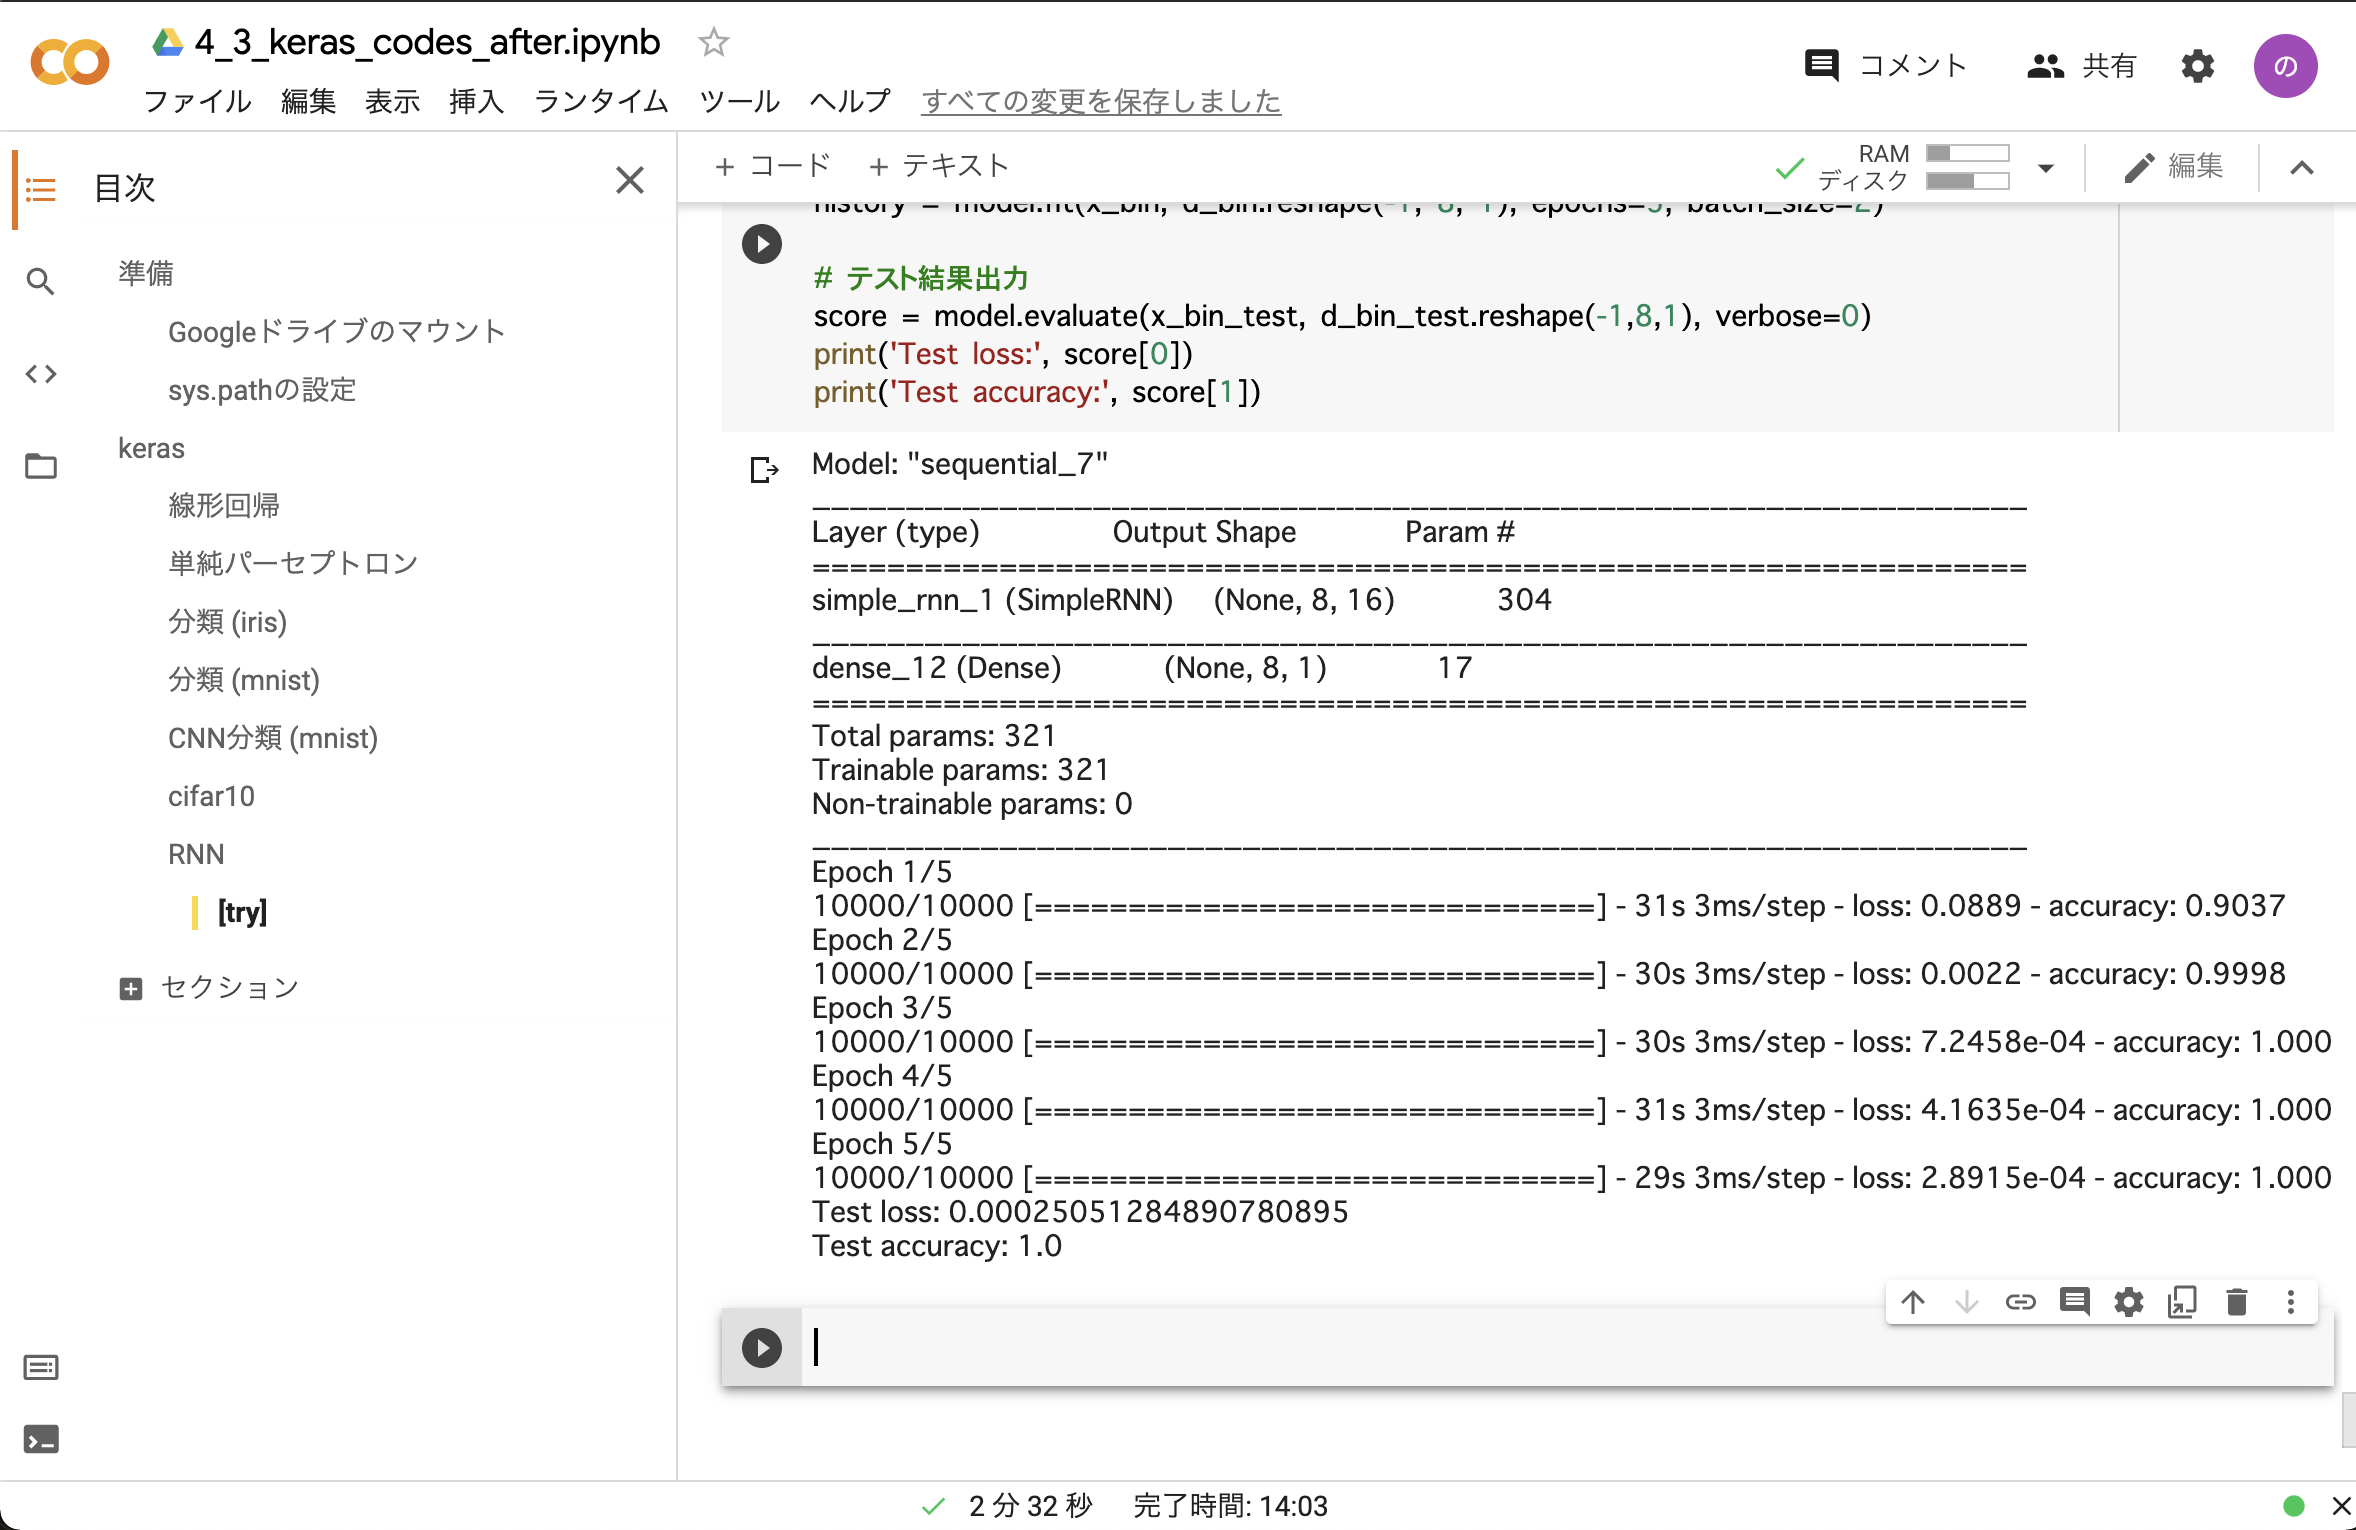 4_3_keras_codes_after.ipynb
ファイル 編集 表示 挿入 ランタイム ツール ヘルプ すべての変更を保存しました
コメント 共有 の
目次
準備
Googleドライブのマウント
sys.pathの設定
keras
線形回帰
単純パーセプトロン
分類 (iris)
分類 (mnist)
CNN分類 (mnist)
cifar10
RNN
[try]
セクション
+ コード + テキスト
RAM
ディスク
編集
history = model.fit(x_bin, d_bin.reshape(-1, 8, 1), epochs=5, batch_size=2)
# テスト結果出力
score = model.evaluate(x_bin_test, d_bin_test.reshape(-1,8,1), verbose=0)
print('Test loss:', score[0])
print('Test accuracy:', score[1])
Model: "sequential_7"
_________________________________________________________________
Layer (type) Output Shape Param #
=================================================================
simple_rnn_1 (SimpleRNN) (None, 8, 16) 304
_________________________________________________________________
dense_12 (Dense) (None, 8, 1) 17
=================================================================
Total params: 321
Trainable params: 321
Non-trainable params: 0
_________________________________________________________________
Epoch 1/5
10000/10000 [==============================] - 31s 3ms/step - loss: 0.0889 - accuracy: 0.9037
Epoch 2/5
10000/10000 [==============================] - 30s 3ms/step - loss: 0.0022 - accuracy: 0.9998
Epoch 3/5
10000/10000 [==============================] - 30s 3ms/step - loss: 7.2458e-04 - accuracy: 1.000
Epoch 4/5
10000/10000 [==============================] - 31s 3ms/step - loss: 4.1635e-04 - accuracy: 1.000
Epoch 5/5
10000/10000 [==============================] - 29s 3ms/step - loss: 2.8915e-04 - accuracy: 1.000
Test loss: 0.00025051284890780895
Test accuracy: 1.0
2 分 32 秒 完了時間: 14:03